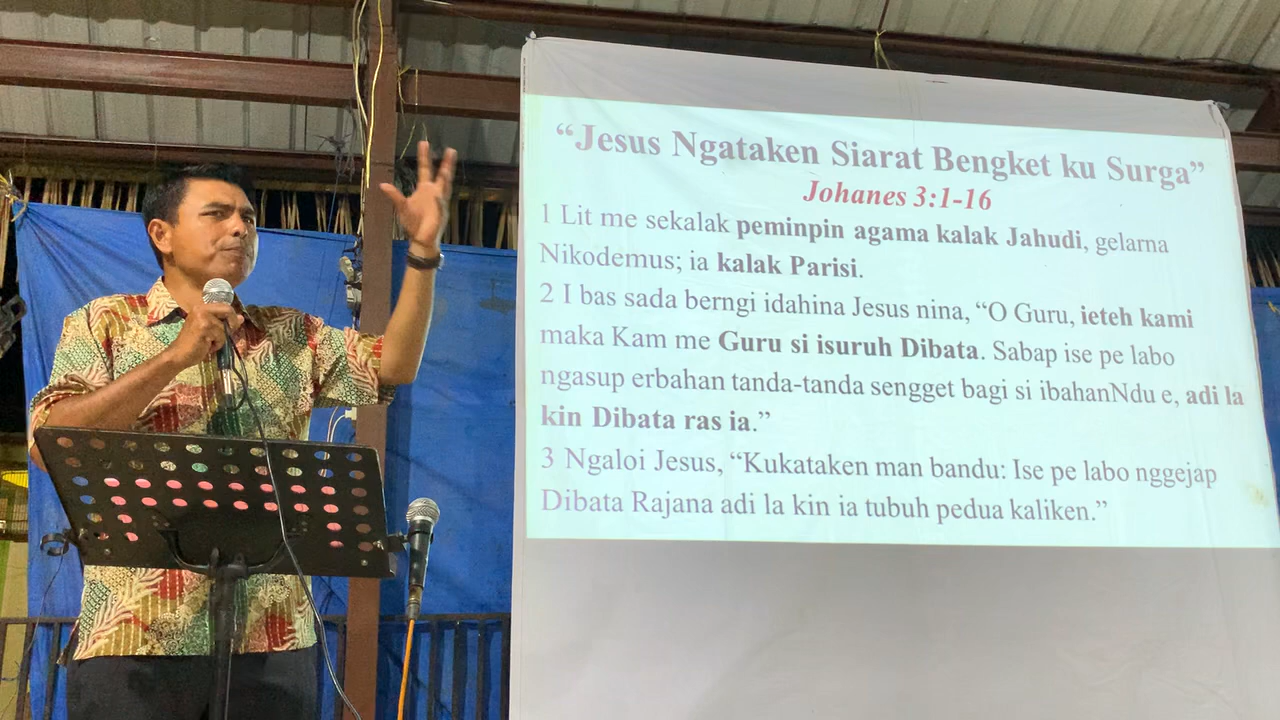 “Jesus Ngataken Siarat Bengket ku Surga”
Johanes 3:1-16
1 Lit me sekalak peminpin agama kalak Jahudi, gelarna
Nikodemus; ia kalak Parisi.
2 I bas sada berngi idahina Jesus nina, “O Guru, ieteh kami
maka Kam me Guru si isuruh Dibata. Sabap ise pe labo
ngasup erbahan tanda-tanda sengget bagi si ibahanNdu e, adi la
kin Dibata ras ia.”
3 Ngaloi Jesus, “Kukataken man bandu: Ise pe labo nggejap
Dibata Rajana adi la kin ia tubuh pedua kaliken.”